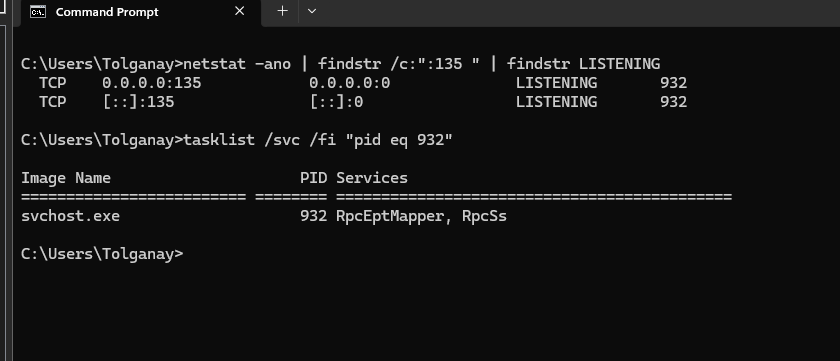 Command Prompt
C:\Users\Tolganay>netstat -ano | findstr /c:":135 " | findstr LISTENING
  TCP    0.0.0.0:135            0.0.0.0:0              LISTENING       932
  TCP    [::]:135               [::]:0                 LISTENING       932
C:\Users\Tolganay>tasklist /svc /fi "pid eq 932"
Image Name                     PID Services
========================= ======== ============================================
svchost.exe                    932 RpcEptMapper, RpcSs
C:\Users\Tolganay>